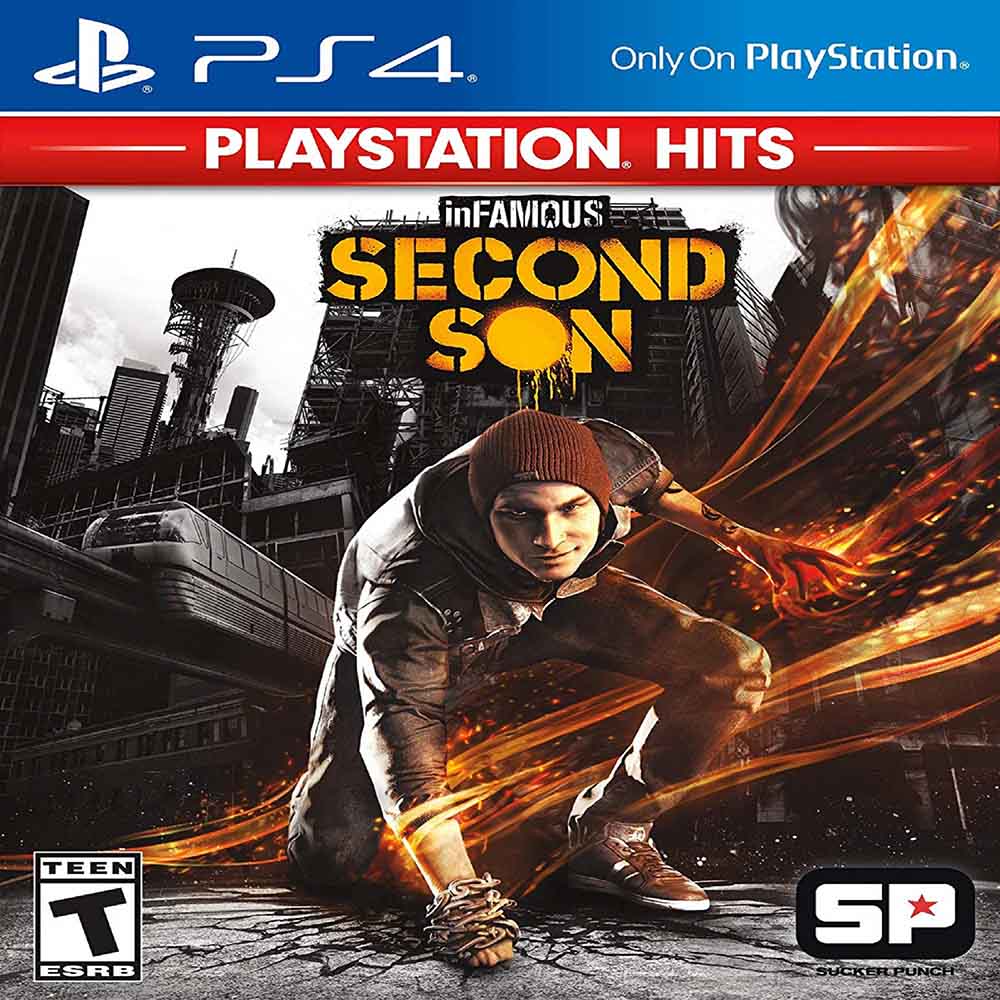 PS4®
Only On PlayStation®
PLAYSTATION® HITS
inFAMOUS
SECOND
SON
TEEN
T
ESRB
SP
SUCKER PUNCH